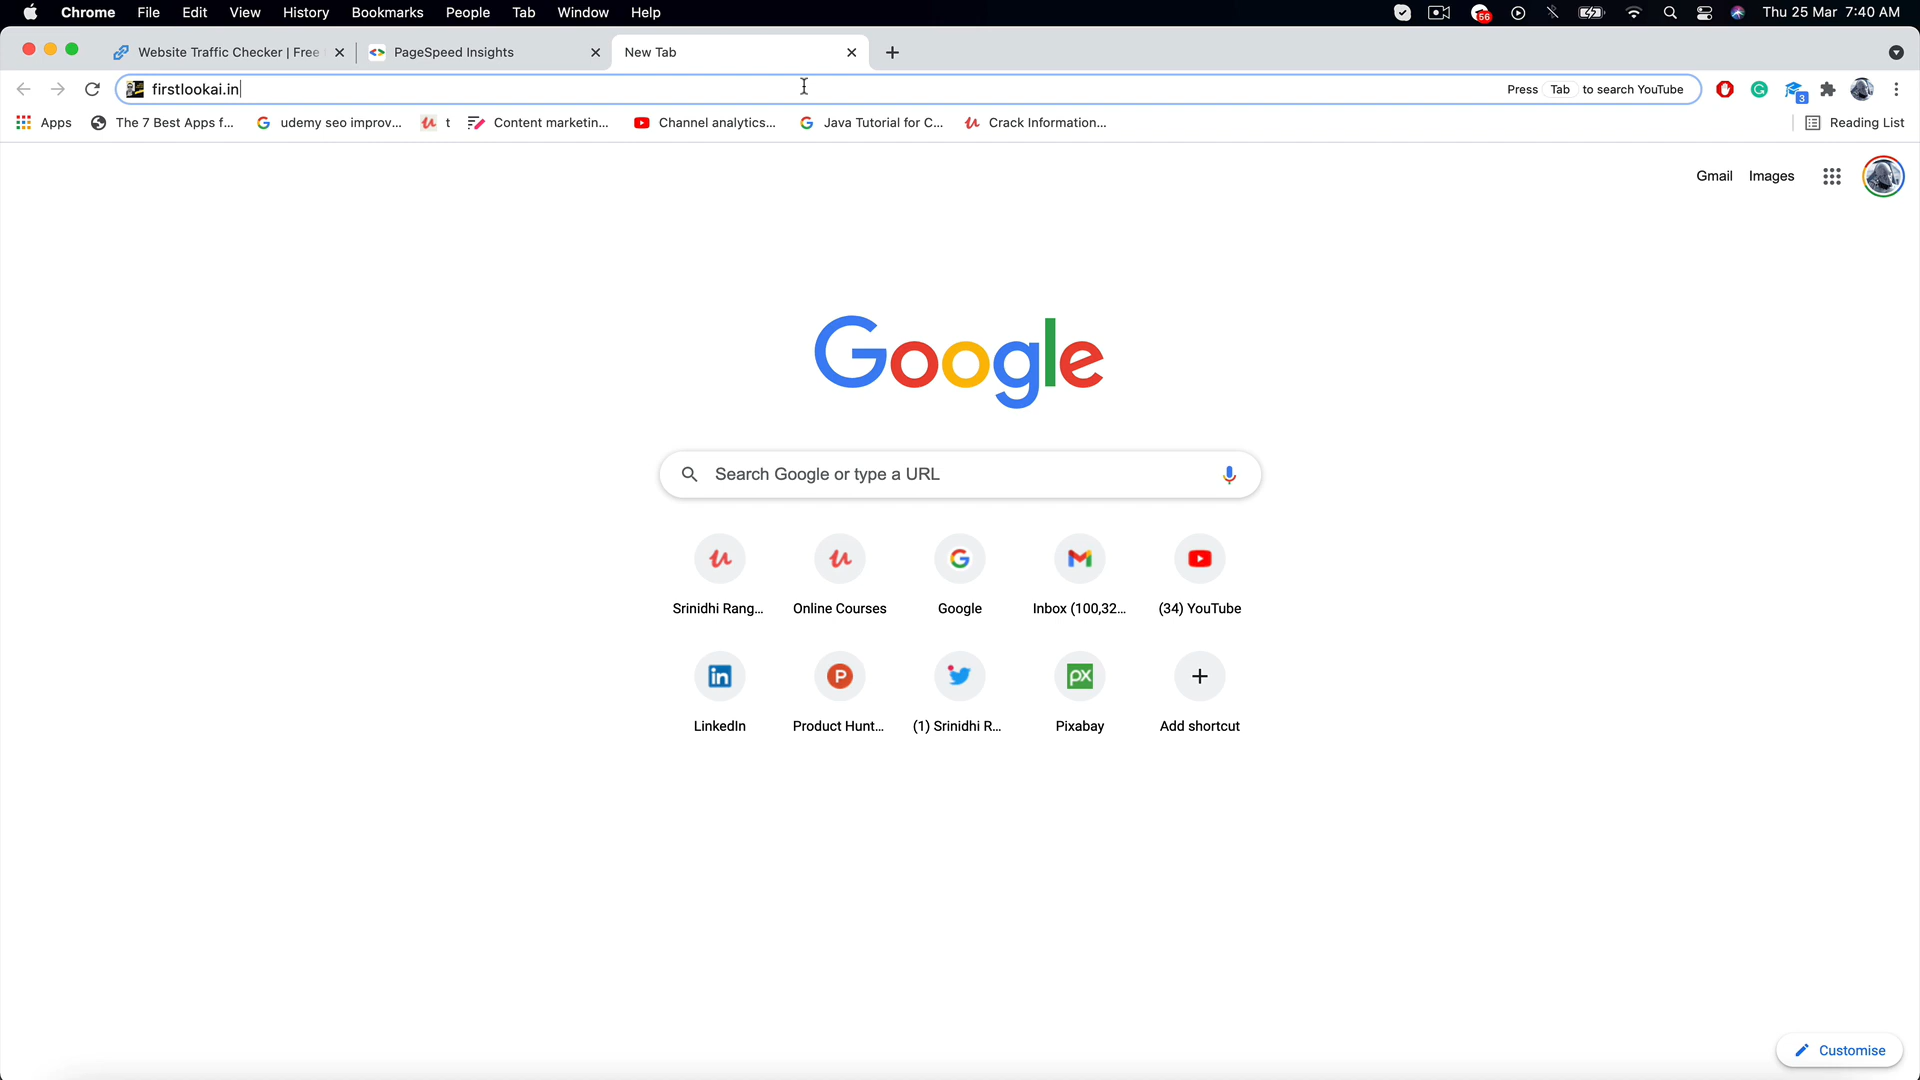 Chrome File Edit View History Bookmarks People Tab Window Help 56 Thu 25 Mar 7:40 AM
Website Traffic Checker | Free PageSpeed Insights New Tab
firstlookai.in Press Tab to search YouTube 3
Apps The 7 Best Apps f... udemy seo improv... t Content marketin... Channel analytics... Java Tutorial for C... Crack Information... Reading List
Gmail Images
Google
Search Google or type a URL
Srinidhi Rang... Online Courses Google Inbox (100,32... (34) YouTube
LinkedIn Product Hunt... (1) Srinidhi R... Pixabay Add shortcut
Customise